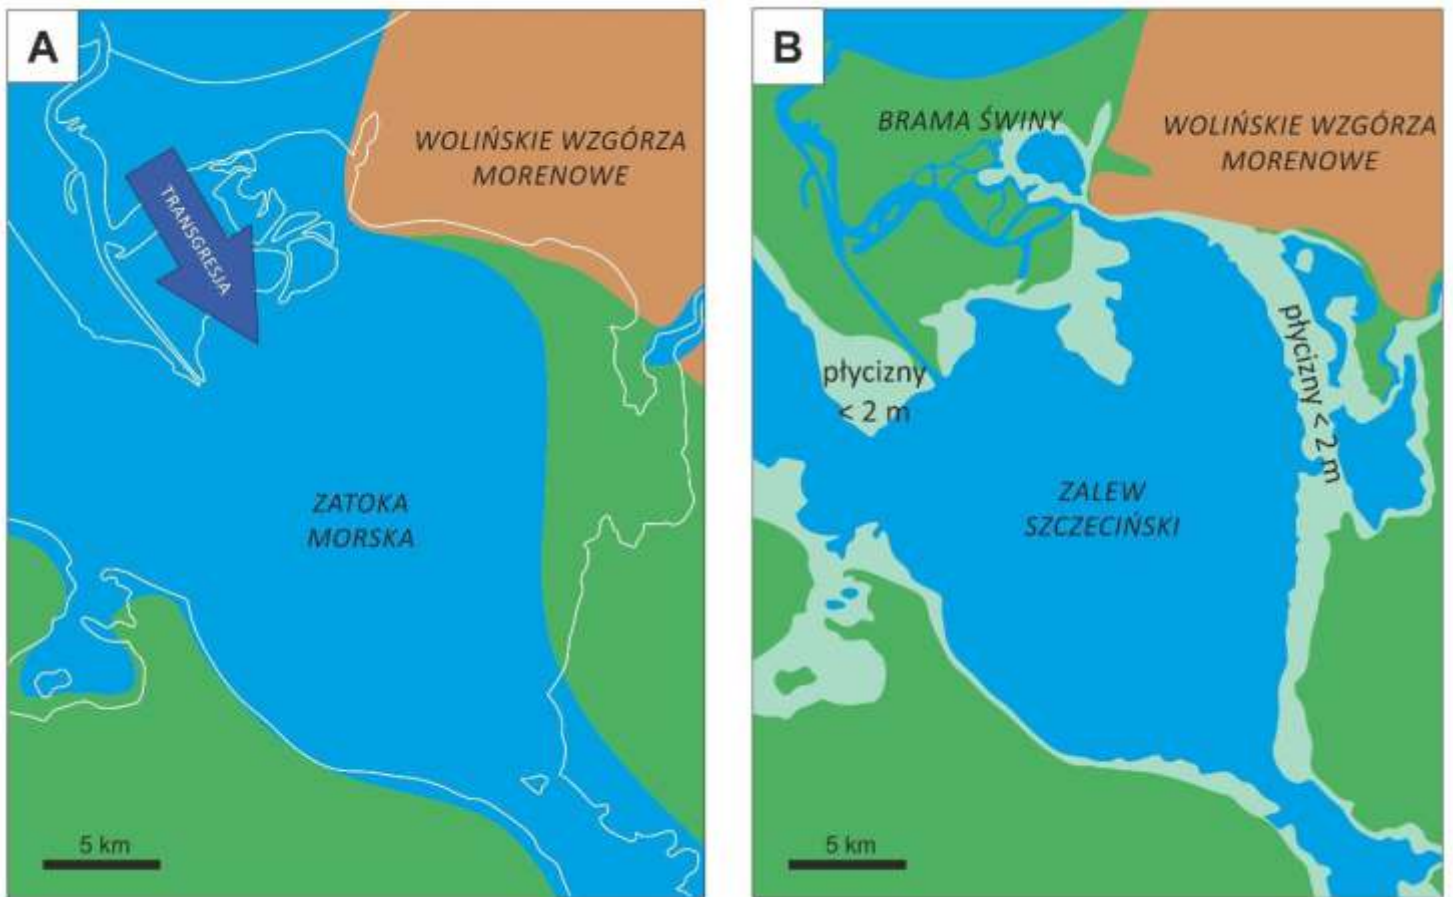 A
WOLIŃSKIE WZGÓRZA
MORENOWE
TRANSGRESJA
ZATOKA
MORSKA
5 km
B
BRAMA ŚWINY
WOLIŃSKIE WZGÓRZA
MORENOWE
płycizny
< 2 m
płycizny < 2 m
ZALEW
SZCZECIŃSKI
5 km